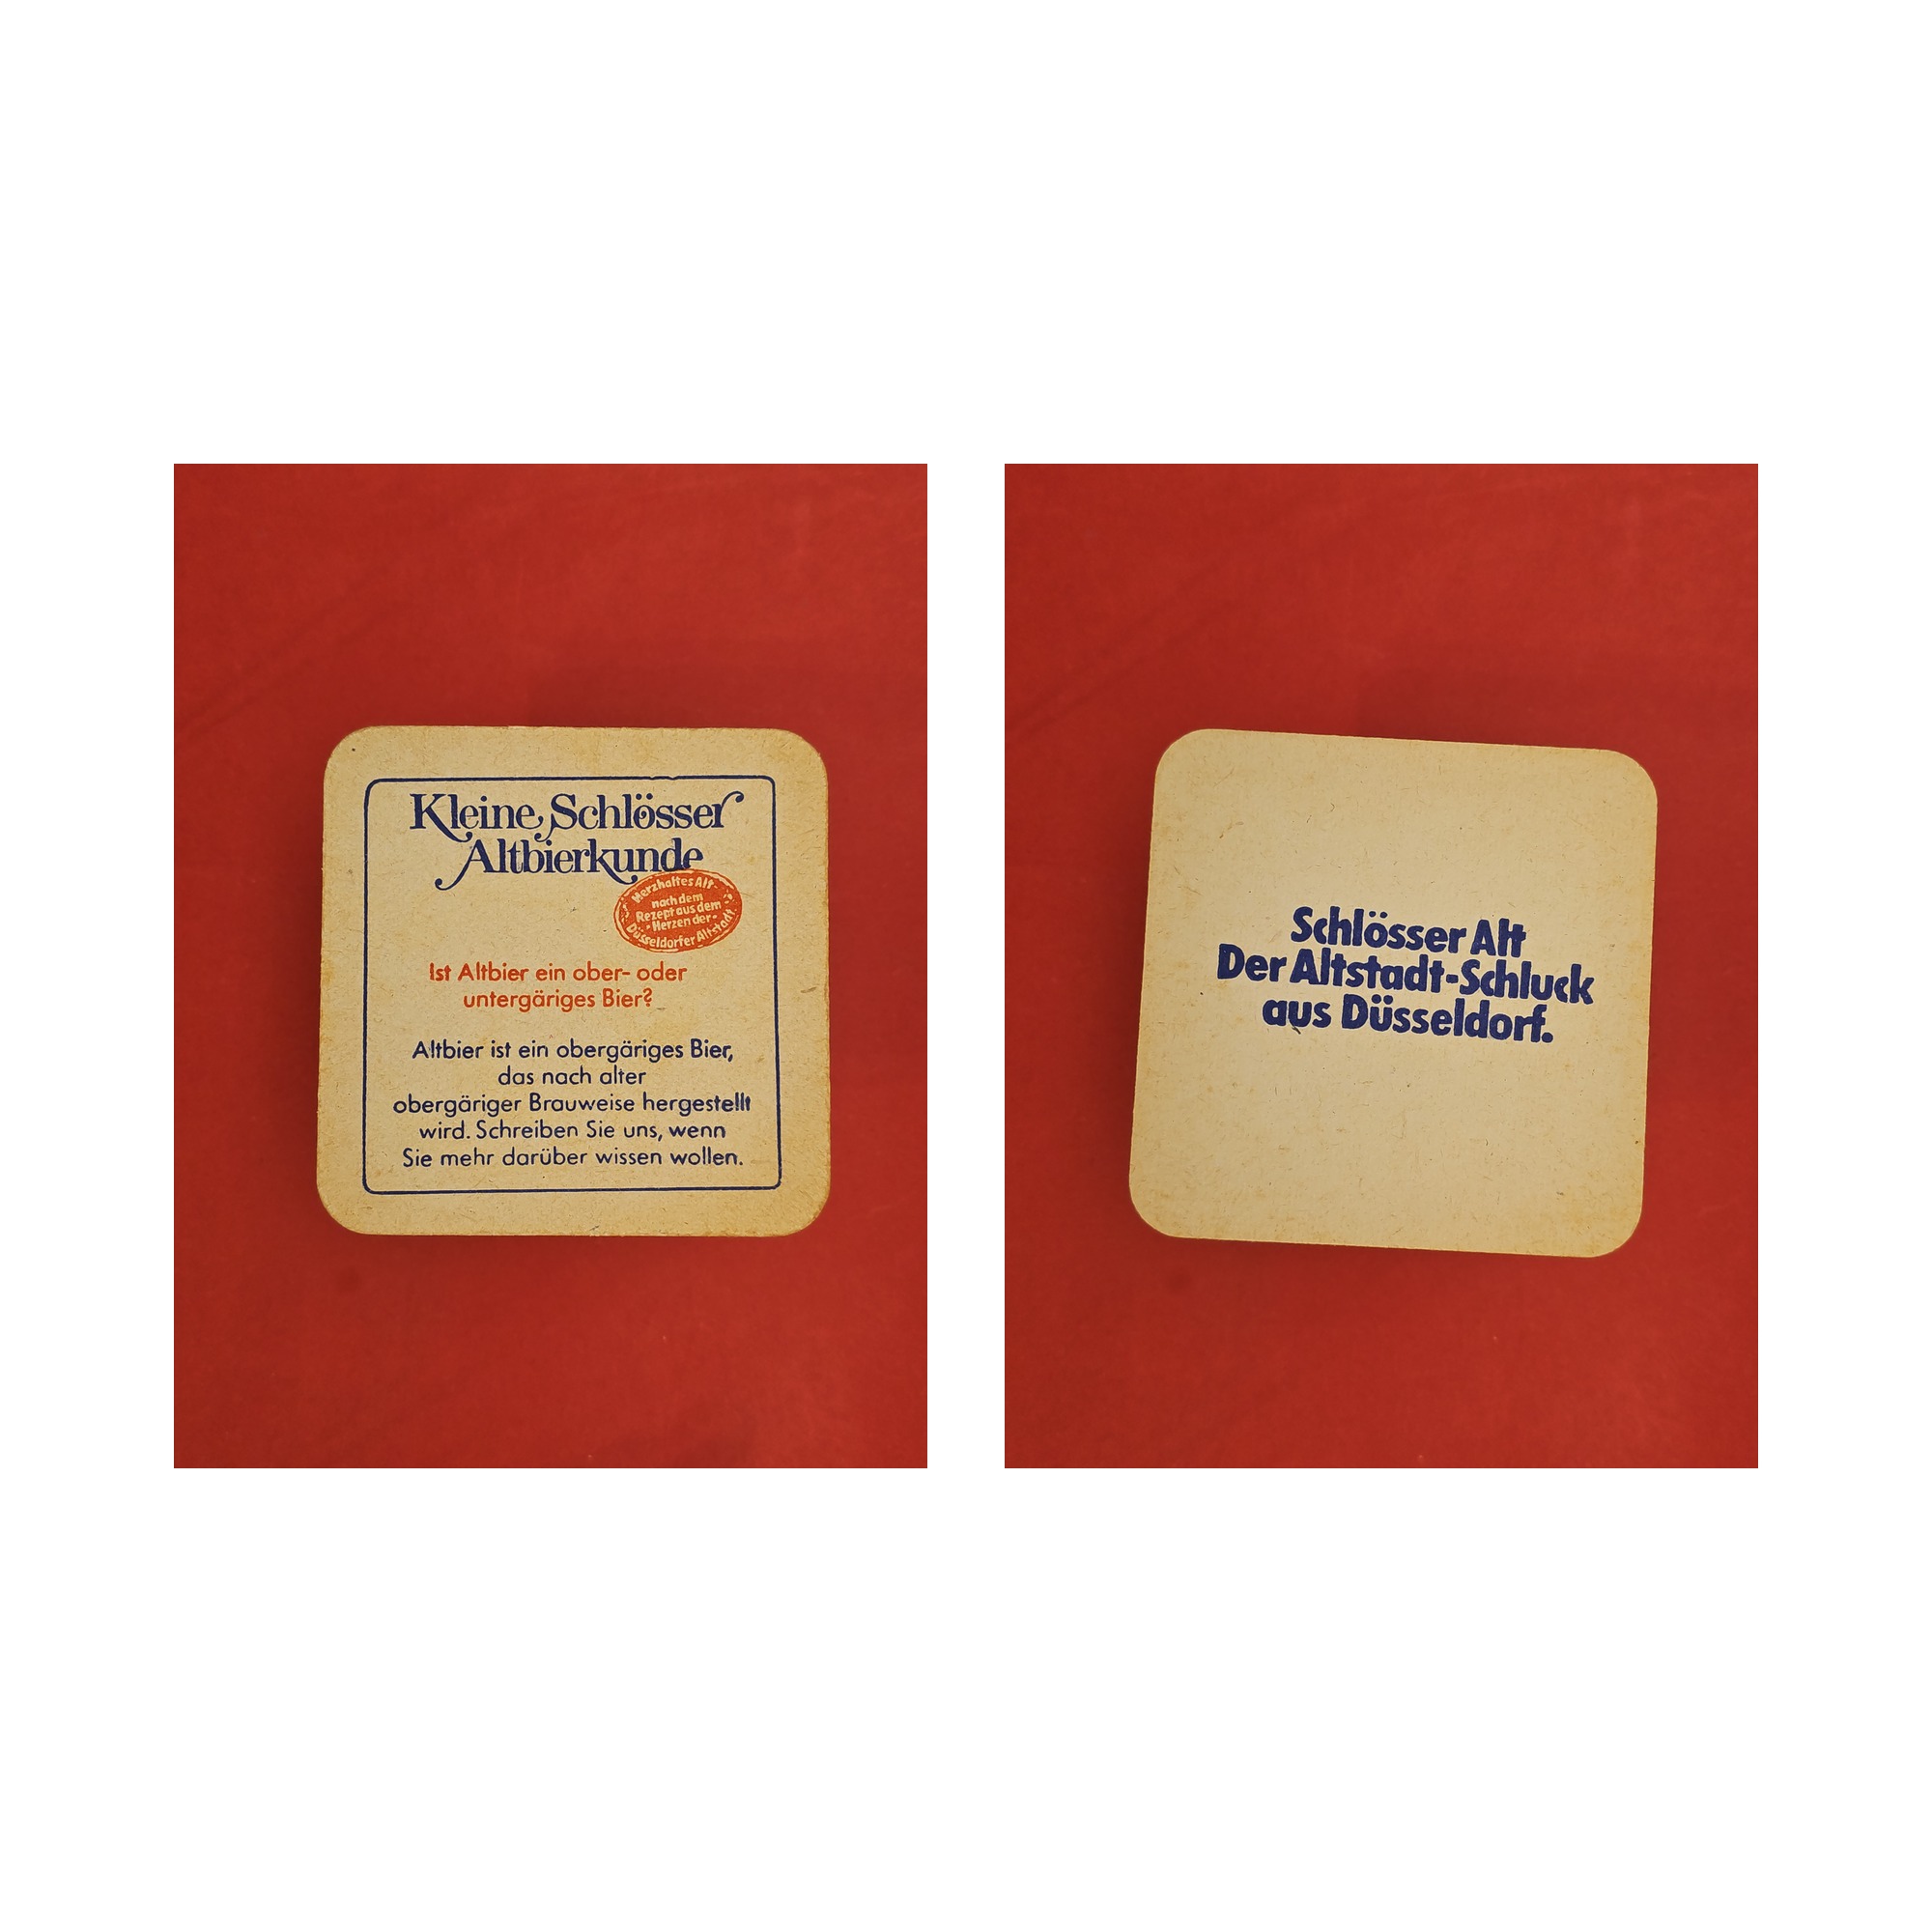 Kleine Schlösser
Altbierkunde
Herzhaftes Alt
nach dem
Rezept aus dem
Herzen der
Düsseldorfer Altstadt
Ist Altbier ein ober- oder
untergäriges Bier?
Altbier ist ein obergäriges Bier,
das nach alter
obergäriger Brauweise hergestellt
wird. Schreiben Sie uns, wenn
Sie mehr darüber wissen wollen.
Schlösser Alt
Der Altstadt-Schluck
aus Düsseldorf.